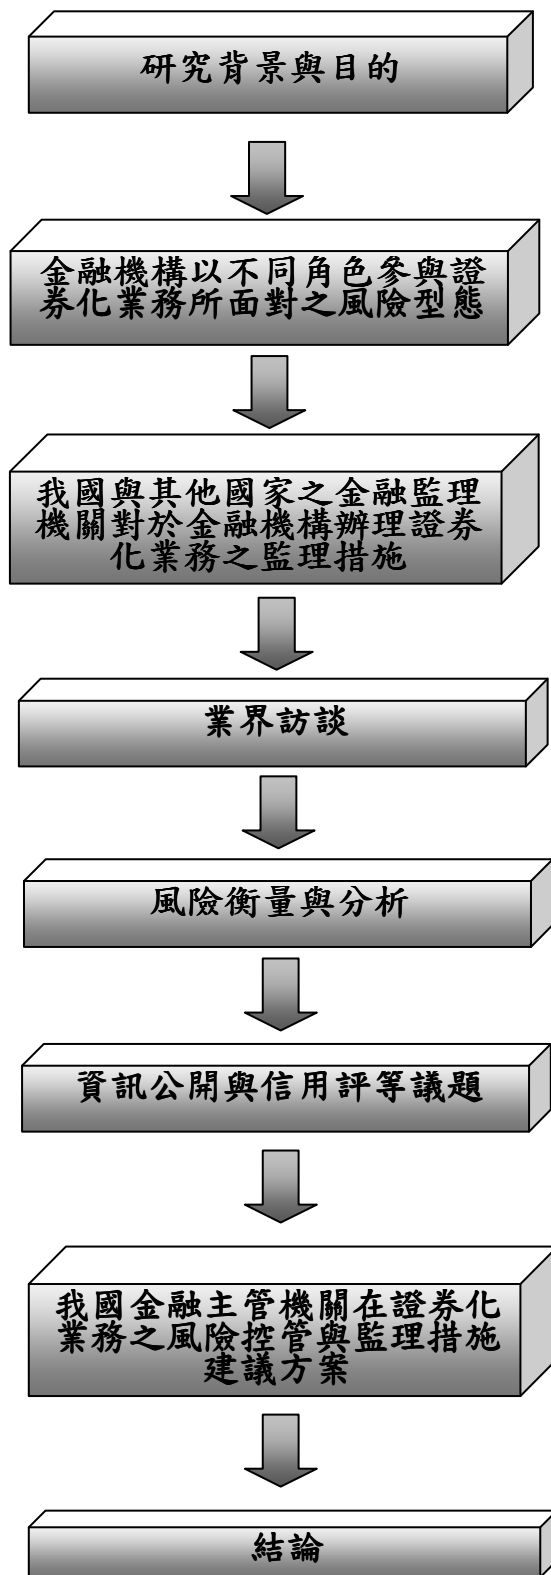 研究背景與目的
金融機構以不同角色參與證
券化業務所面對之風險型態
我國與其他國家之金融監理
機關對於金融機構辦理證券
化業務之監理措施
業界訪談
風險衡量與分析
資訊公開與信用評等議題
我國金融主管機關在證券化
業務之風險控管與監理措施
建議方案
結論